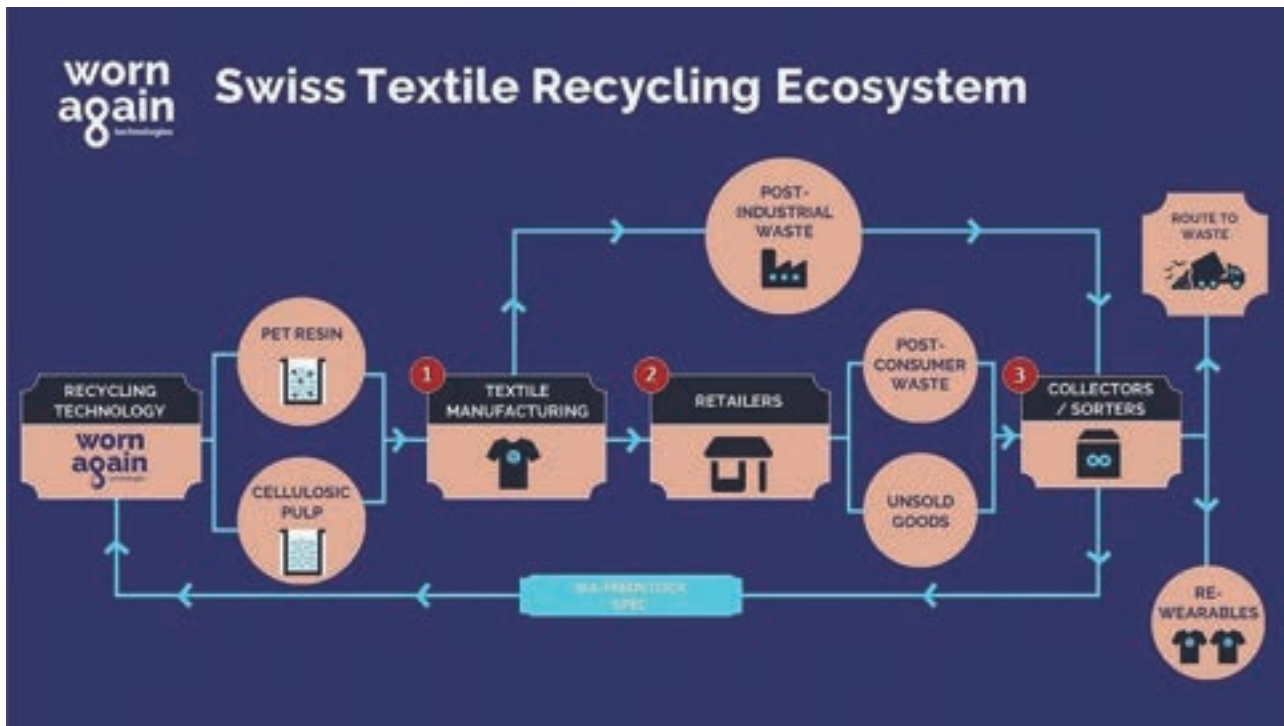 worn
again
technologies
Swiss Textile Recycling Ecosystem
POST-
INDUSTRIAL
WASTE
ROUTE TO
WASTE
PET RESIN
POST-
CONSUMER
WASTE
1
2
3
RECYCLING
TECHNOLOGY
worn
again
TEXTILE
MANUFACTURING
RETAILERS
COLLECTORS
/ SORTERS
CELLULOSIC
PULP
UNSOLD
GOODS
SPEC
RE-
WEARABLES